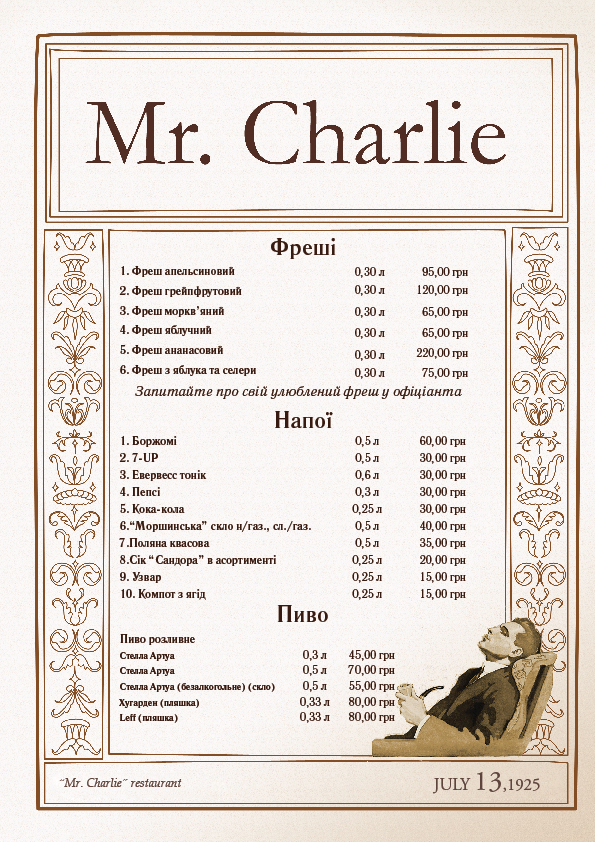 Mr. Charlie
Фреші
1. Фреш апельсиновий 0,30 л 95,00 грн
2. Фреш грейпфрутовий 0,30 л 120,00 грн
3. Фреш моркв’яний 0,30 л 65,00 грн
4. Фреш яблучний 0,30 л 65,00 грн
5. Фреш ананасовий 0,30 л 220,00 грн
6. Фреш з яблука та селери 0,30 л 75,00 грн
Запитайте про свій улюблений фреш у офіціанта
Напої
1. Боржомі 0,5 л 60,00 грн
2. 7-UP 0,5 л 30,00 грн
3. Евервесс тонік 0,6 л 30,00 грн
4. Пепсі 0,3 л 30,00 грн
5. Кока-кола 0,25 л 30,00 грн
6.“Моршинська” скло н/газ., сл./газ. 0,5 л 40,00 грн
7.Поляна квасова 0,5 л 35,00 грн
8.Сік “ Сандора” в асортименті 0,25 л 20,00 грн
9. Узвар 0,25 л 15,00 грн
10. Компот з ягід 0,25 л 15,00 грн
Пиво
Пиво розливне
Стелла Артуа 0,3 л 45,00 грн
Стелла Артуа 0,5 л 70,00 грн
Стелла Артуа (безалкогольне) (скло) 0,5 л 55,00 грн
Хугарден (пляшка) 0,33 л 80,00 грн
Leff (пляшка) 0,33 л 80,00 грн
“Mr. Charlie” restaurant JULY 13,1925